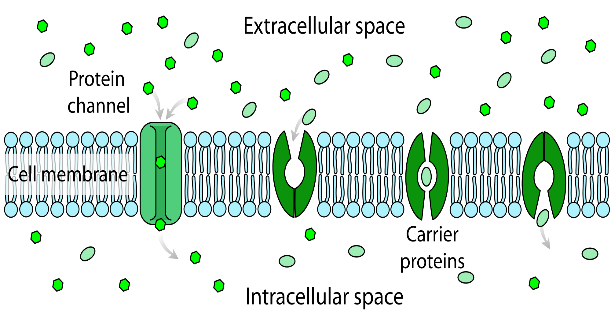 Extracellular space
Protein
channel
Cell membrane
Carrier
proteins
Intracellular space